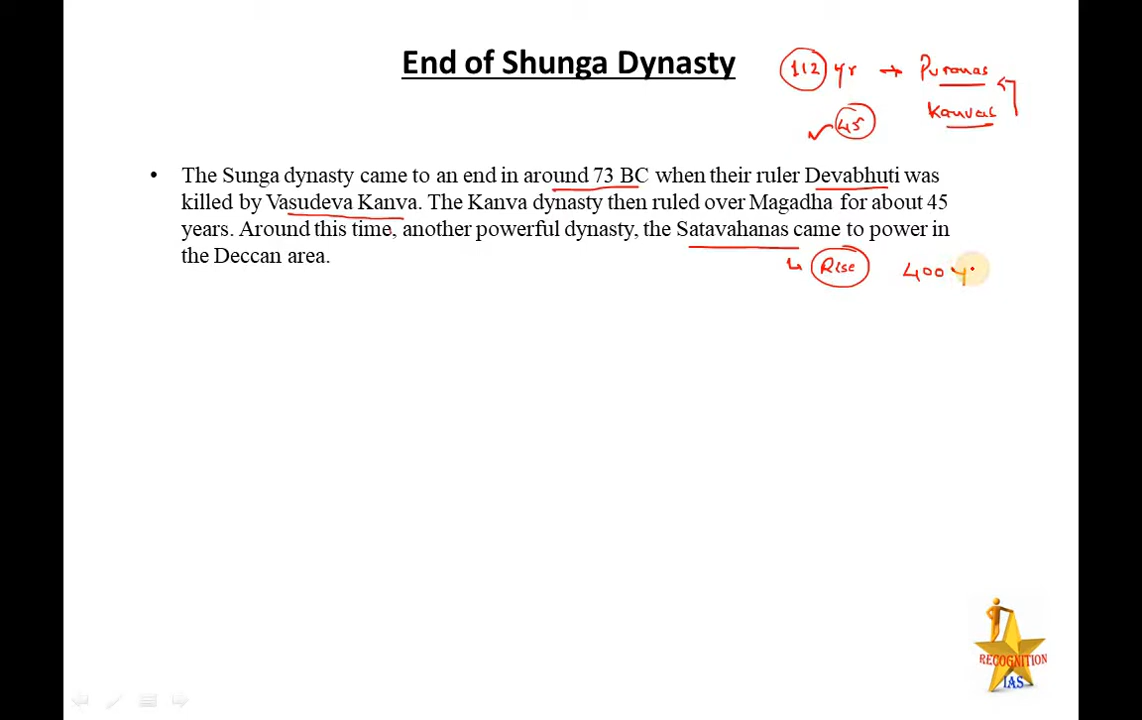 End of Shunga Dynasty
112 yr → Puranas
Kanvas
✓ 45
• The Sunga dynasty came to an end in around 73 BC when their ruler Devabhuti was
killed by Vasudeva Kanva. The Kanva dynasty then ruled over Magadha for about 45
years. Around this time, another powerful dynasty, the Satavahanas came to power in
the Deccan area.
↳ Rise 400 y
RECOGNITION
IAS